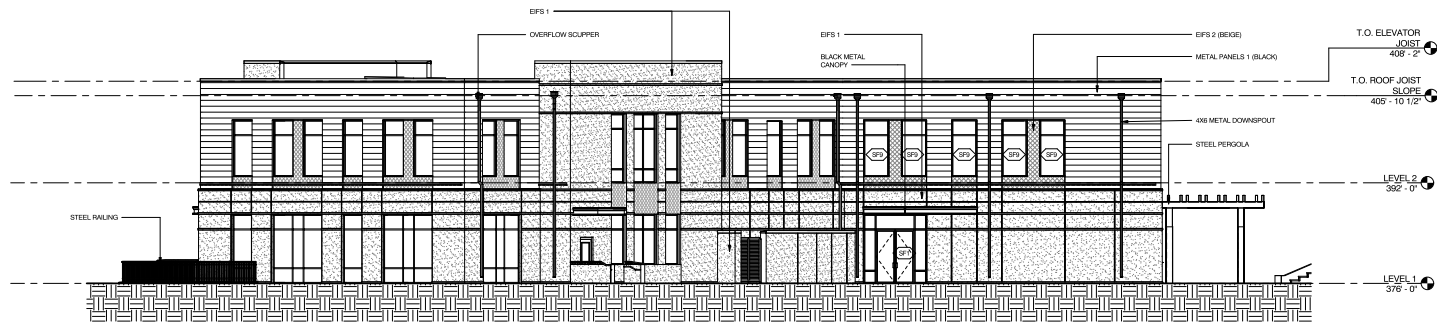 EIFS 1
OVERFLOW SCUPPER
EIFS 1
BLACK METAL
CANOPY
EIFS 2 (BEIGE)
METAL PANELS 1 (BLACK)
T.O. ELEVATOR
JOIST
408' - 2"
T.O. ROOF JOIST
SLOPE
405' - 10 1/2"
4X6 METAL DOWNSPOUT
STEEL PERGOLA
SF9
SF9
SF9
SF9
SF9
LEVEL 2
392' - 0"
STEEL RAILING
SF1
LEVEL 1
376' - 0"